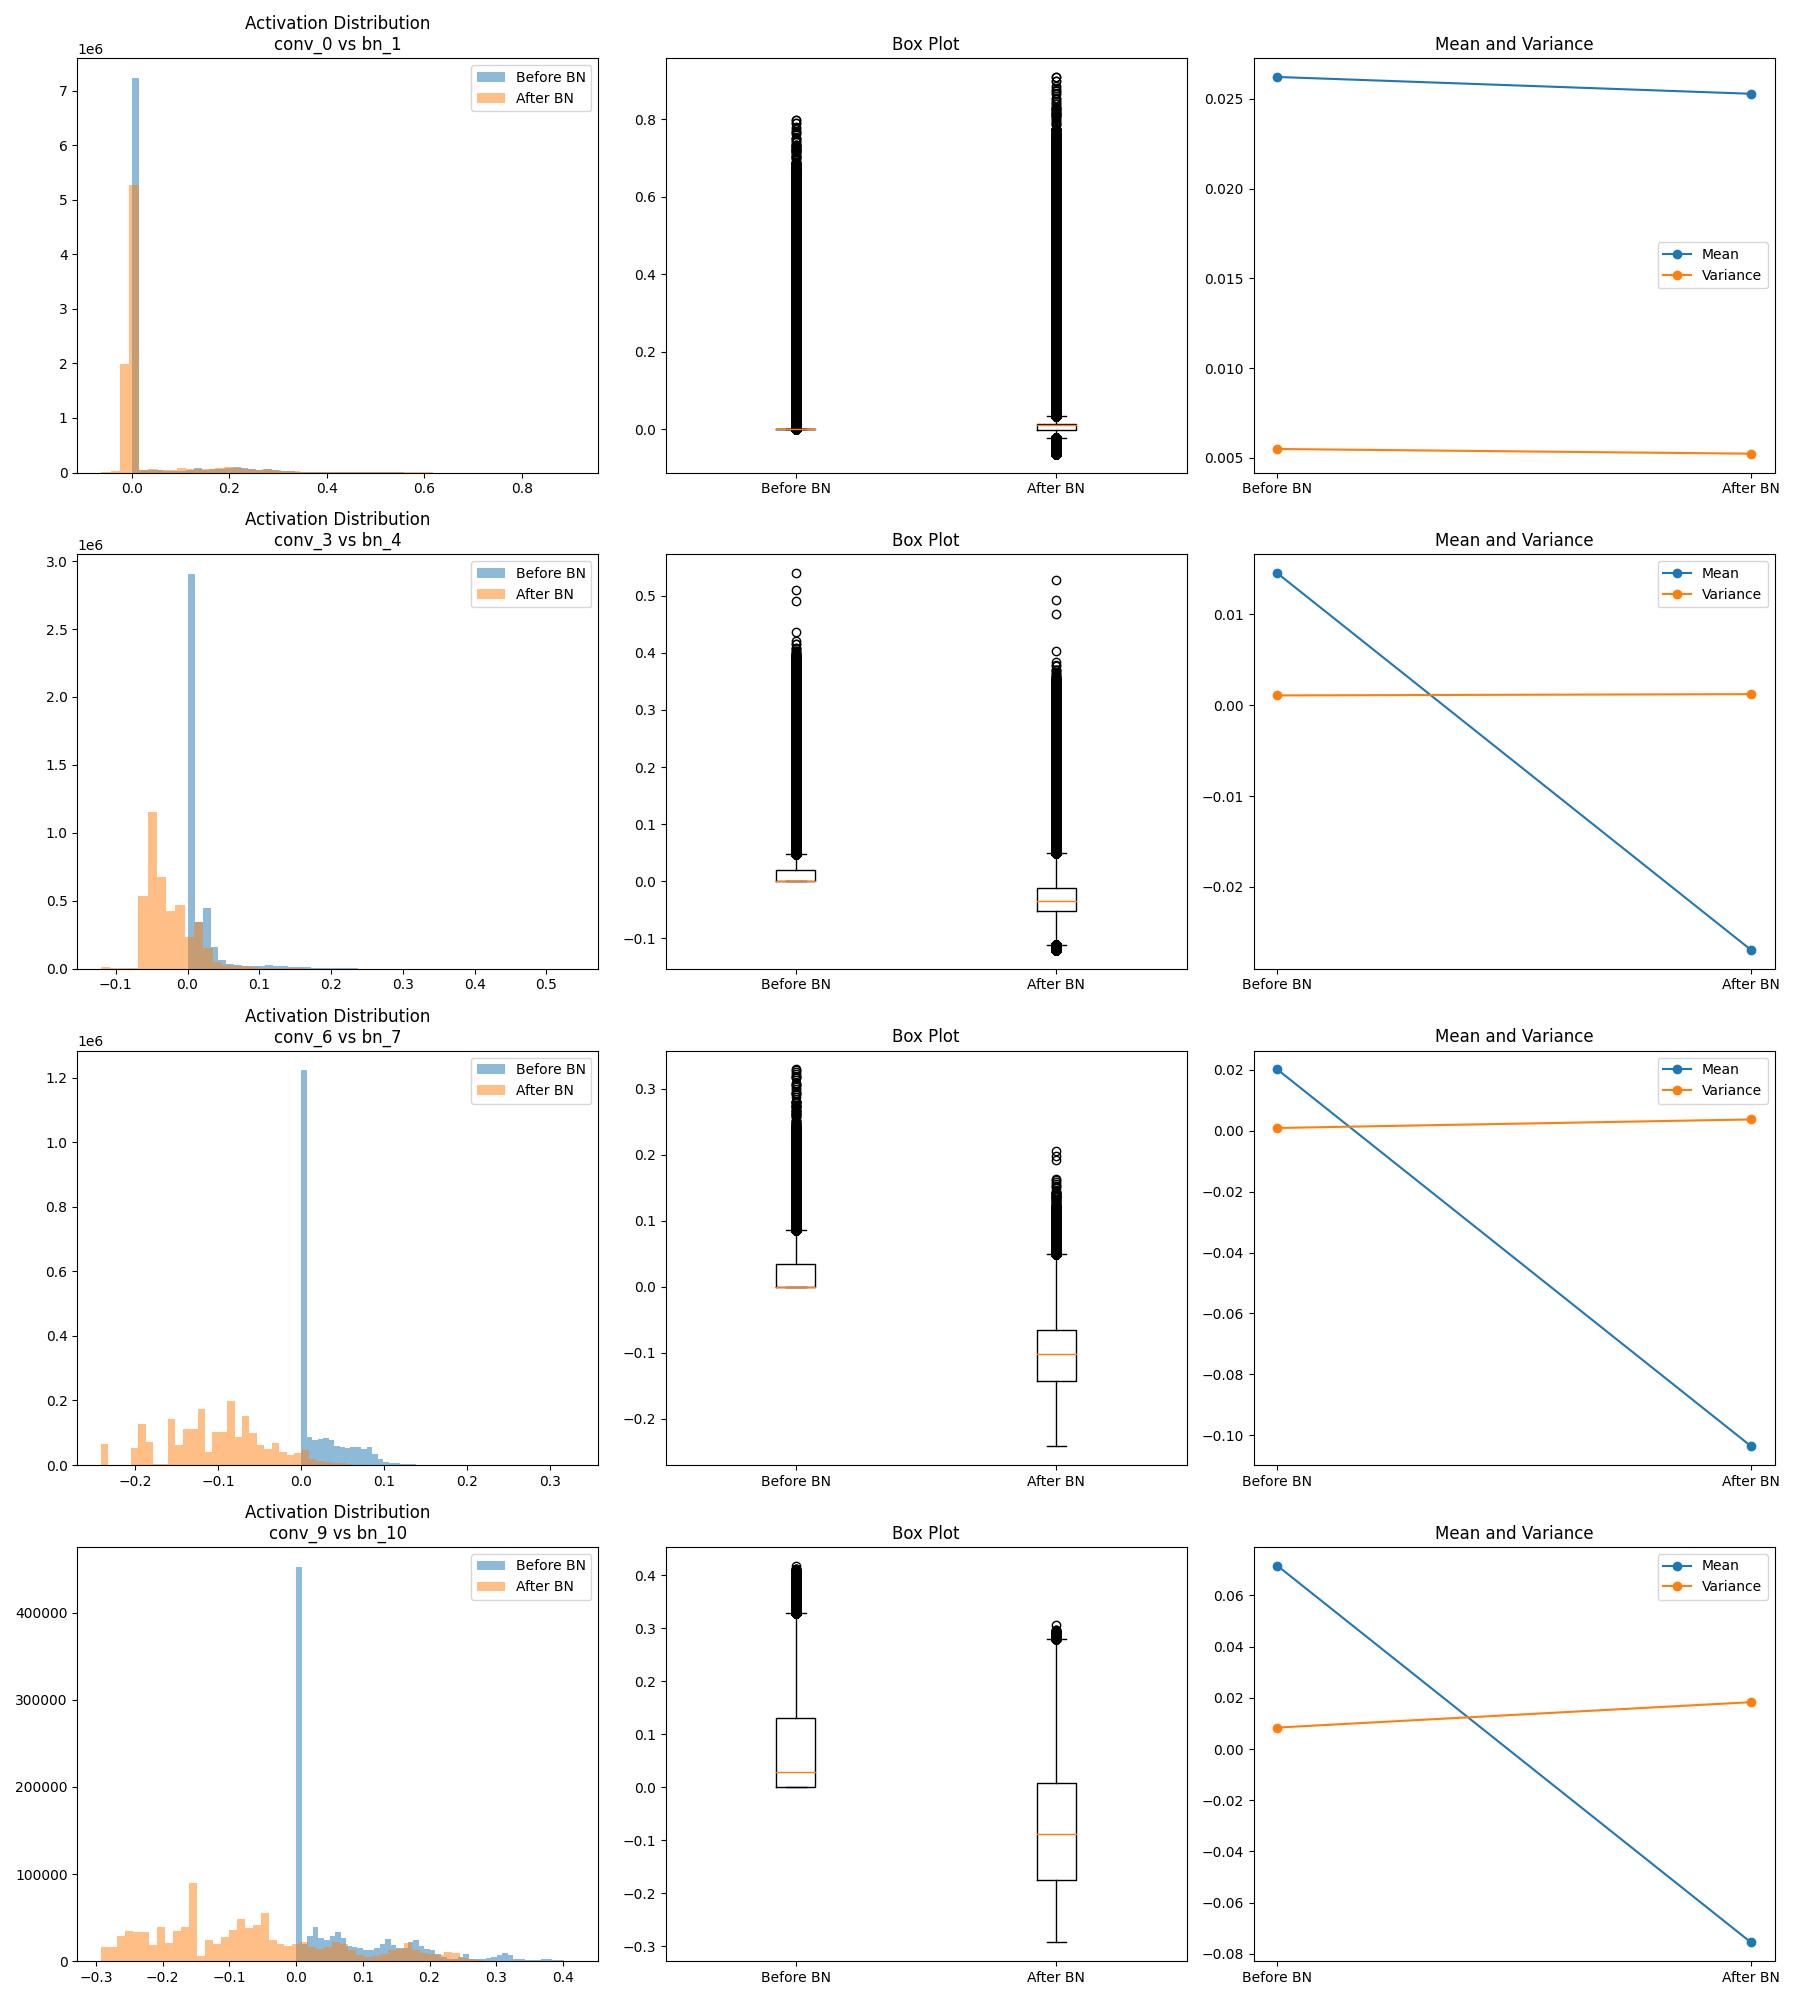 Activation Distribution
conv_0 vs bn_1
1e6
Before BN
After BN
7
6
5
4
3
2
1
0
0.0 0.2 0.4 0.6 0.8
Box Plot
0.8
0.6
0.4
0.2
0.0
Before BN After BN
Mean and Variance
0.025
0.020
0.015
0.010
0.005
Mean
Variance
Before BN After BN
Activation Distribution
conv_3 vs bn_4
1e6
Before BN
After BN
3.0
2.5
2.0
1.5
1.0
0.5
0.0
−0.1 0.0 0.1 0.2 0.3 0.4 0.5
Box Plot
0.5
0.4
0.3
0.2
0.1
0.0
−0.1
Before BN After BN
Mean and Variance
Mean
Variance
0.01
0.00
−0.01
−0.02
Before BN After BN
Activation Distribution
conv_6 vs bn_7
1e6
Before BN
After BN
1.2
1.0
0.8
0.6
0.4
0.2
0.0
−0.2 −0.1 0.0 0.1 0.2 0.3
Box Plot
0.3
0.2
0.1
0.0
−0.1
−0.2
Before BN After BN
Mean and Variance
Mean
Variance
0.02
0.00
−0.02
−0.04
−0.06
−0.08
−0.10
Before BN After BN
Activation Distribution
conv_9 vs bn_10
Before BN
After BN
400000
300000
200000
100000
0
−0.3 −0.2 −0.1 0.0 0.1 0.2 0.3 0.4
Box Plot
0.4
0.3
0.2
0.1
0.0
−0.1
−0.2
−0.3
Before BN After BN
Mean and Variance
Mean
Variance
0.06
0.04
0.02
0.00
−0.02
−0.04
−0.06
−0.08
Before BN After BN